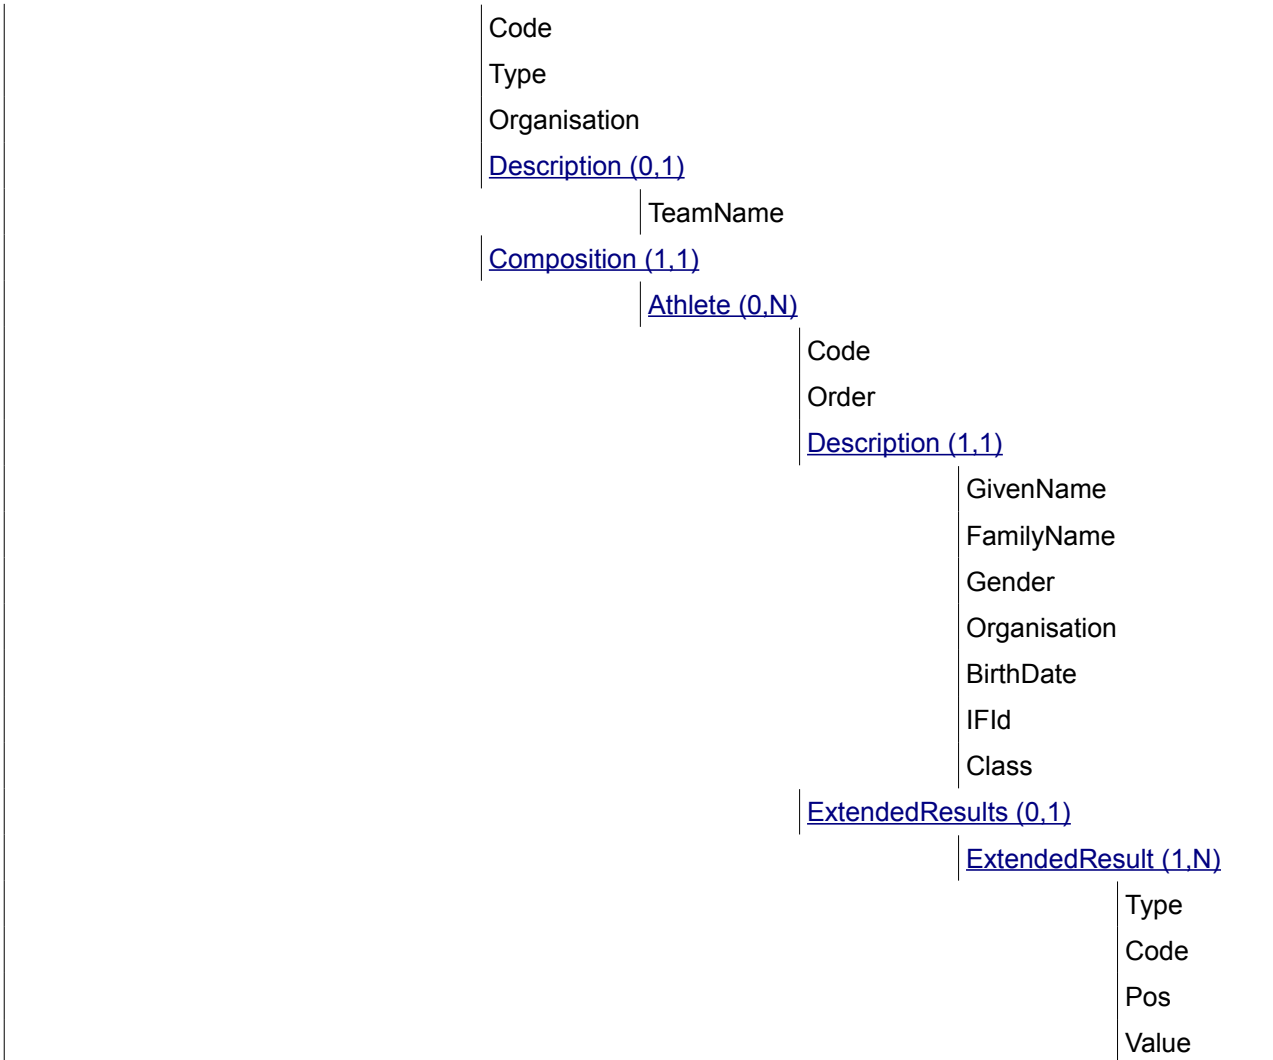 Code
Type
Organisation
Description (0,1)
TeamName
Composition (1,1)
Athlete (0,N)
Code
Order
Description (1,1)
GivenName
FamilyName
Gender
Organisation
BirthDate
IFId
Class
ExtendedResults (0,1)
ExtendedResult (1,N)
Type
Code
Pos
Value